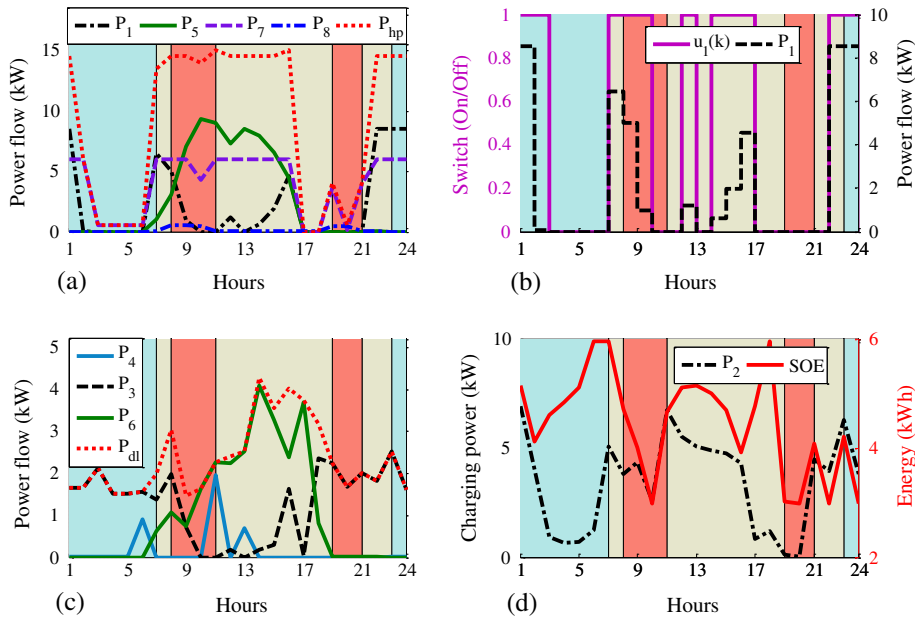 P1 P5 P7 P8 Php
Power flow (kW)
15
10
5
0
1 5 9 13 17 21 24
(a)
Hours
u1(k) P1
Switch (On/Off)
1
0.8
0.6
0.4
0.2
0
10
8
6
4
2
0
Power flow (kW)
1 5 9 13 17 21 24
(b)
Hours
P4
P3
P6
Pdl
Power flow (kW)
5
4
3
2
1
0
1 5 9 13 17 21 24
(c)
Hours
P2 SOE
Charging power (kW)
10
5
0
6
4
2
Energy (kWh)
1 5 9 13 17 21 24
(d)
Hours